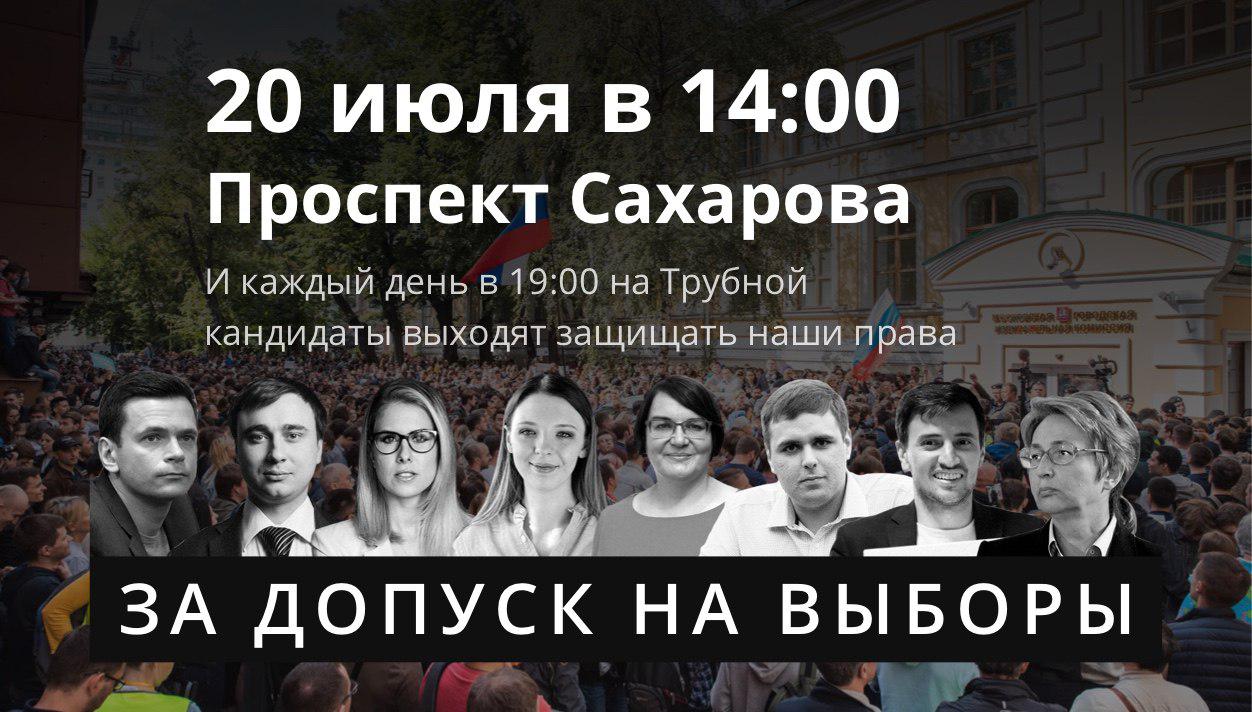 20 июля в 14:00
Проспект Сахарова
И каждый день в 19:00 на Трубной
кандидаты выходят защищать наши права
ЗА ДОПУСК НА ВЫБОРЫ